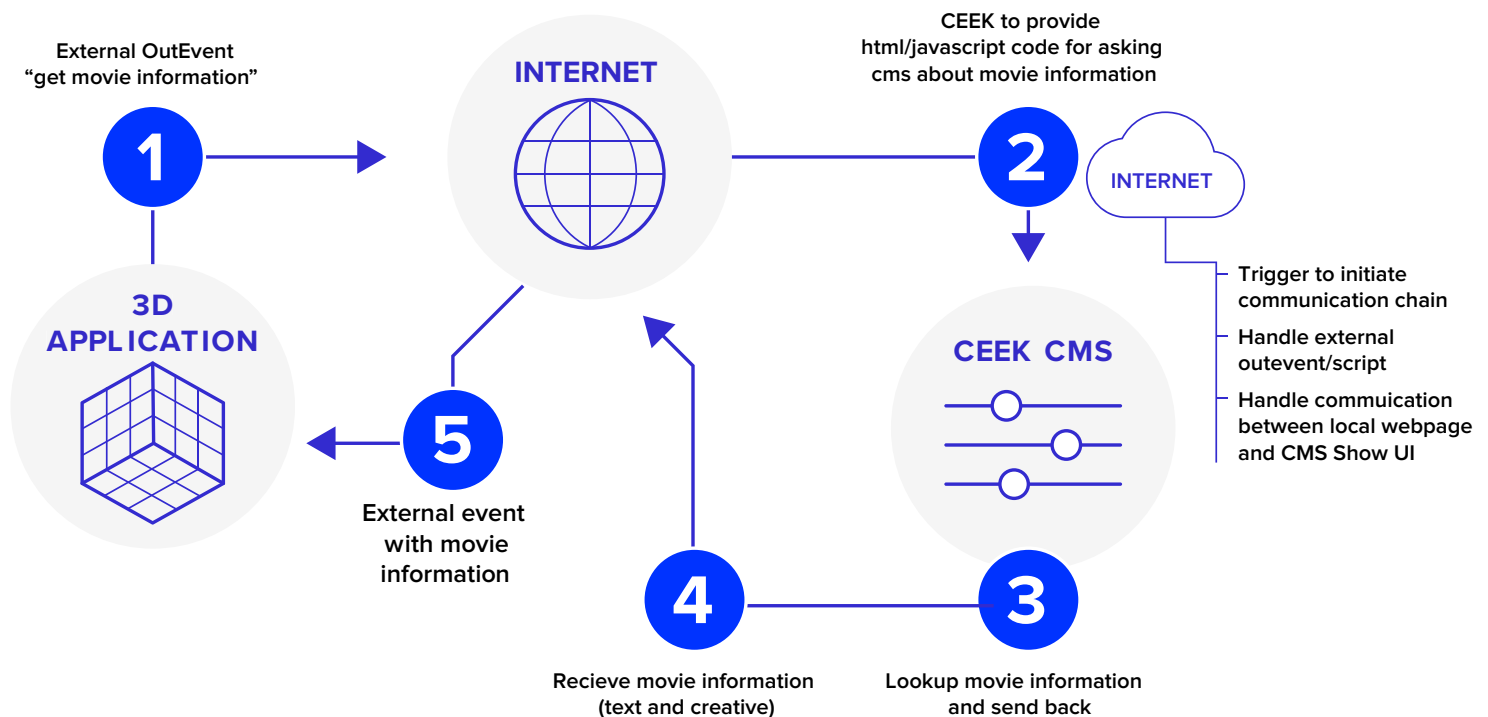 External OutEvent
“get movie information”
1
INTERNET
CEEK to provide
html/javascript code for asking
cms about movie information
2
INTERNET
Trigger to initiate
communication chain
Handle external
outevent/script
Handle commuication
between local webpage
and CMS Show UI
3D
APPLICATION
CEEK CMS
5
External event
with movie
information
4
Recieve movie information
(text and creative)
3
Lookup movie information
and send back